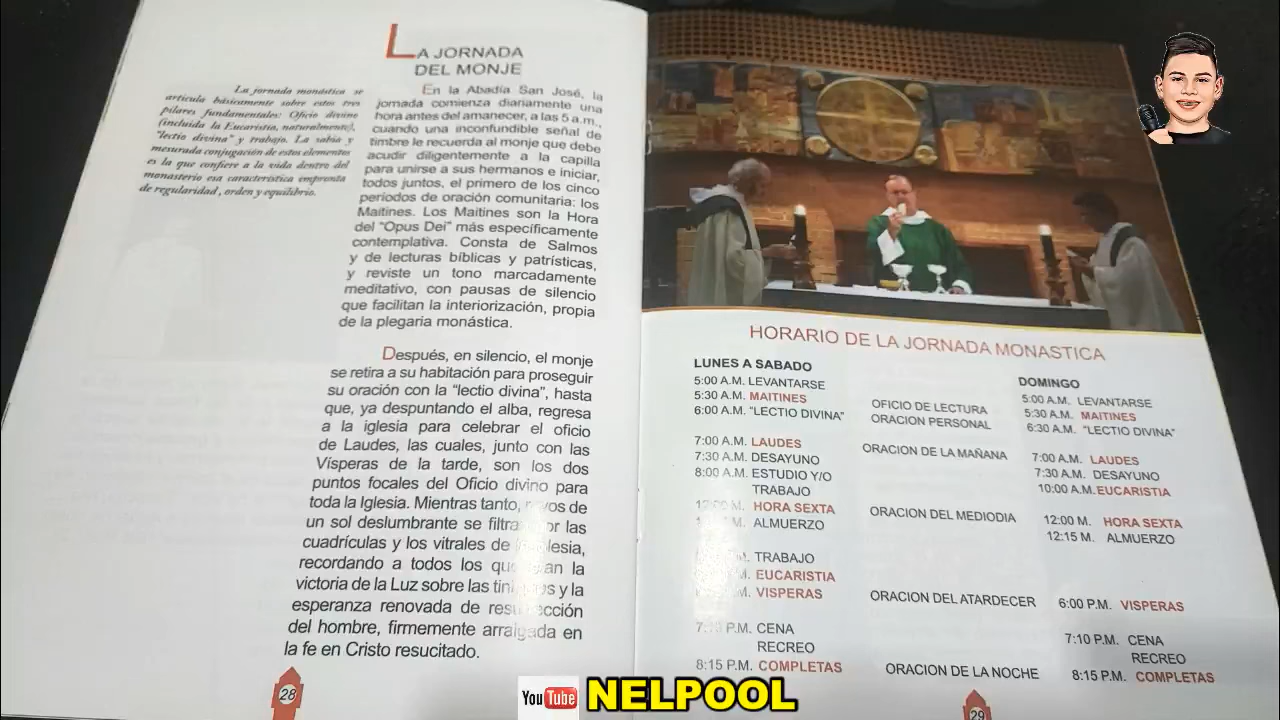 LA JORNADA
DEL MONJE
La jornada monástica se
articula básicamente sobre estos tres
pilares fundamentales: Oficio divino
(incluida la Eucaristía, naturalmente),
"lectio divina" y trabajo. La sabia y
mesurada conjugación de estos elementos
es la que confiere a la vida dentro del
monasterio esa característica impronta
de regularidad, orden y equilibrio.
En la Abadía San José, la
jornada comienza diariamente una
hora antes del amanecer, a las 5 a.m.,
cuando una inconfundible señal de
timbre le recuerda al monje que debe
acudir diligentemente a la capilla
para unirse a sus hermanos e iniciar,
todos juntos, el primero de los cinco
períodos de oración comunitaria: los
Maitines. Los Maitines son la Hora
del "Opus Dei" más específicamente
contemplativa. Consta de Salmos
y de lecturas bíblicas y patrísticas,
y reviste un tono marcadamente
meditativo, con pausas de silencio
que facilitan la interiorización, propia
de la plegaria monástica.
Después, en silencio, el monje
se retira a su habitación para proseguir
su oración con la "lectio divina", hasta
que, ya despuntando el alba, regresa
a la iglesia para celebrar el oficio
de Laudes, las cuales, junto con las
Vísperas de la tarde, son los dos
puntos focales del Oficio divino para
toda la Iglesia. Mientras tanto,
un sol deslumbrante se filtra por las
cuadrículas y los vitrales de
recordando a todos los que la
victoria de la Luz sobre las y la
esperanza renovada de resurrección
del hombre, firmemente arraigada en
la fe en Cristo resucitado.
28
HORARIO DE LA JORNADA MONASTICA
LUNES A SABADO
5:00 A.M. LEVANTARSE
5:30 A.M. MAITINES
6:00 A.M. "LECTIO DIVINA"
7:00 A.M. LAUDES
7:30 A.M. DESAYUNO
8:00 A.M. ESTUDIO Y/O
TRABAJO
HORA SEXTA
ALMUERZO
TRABAJO
EUCARISTIA
VISPERAS
P.M. CENA
RECREO
8:15 P.M. COMPLETAS
OFICIO DE LECTURA
ORACION PERSONAL
ORACION DE LA MAÑANA
ORACION DEL MEDIODIA
ORACION DEL ATARDECER
ORACION DE LA NOCHE
DOMINGO
5:00 A.M. LEVANTARSE
5:30 A.M. MAITINES
6:30 A.M. "LECTIO DIVINA"
7:00 A.M. LAUDES
7:30 A.M. DESAYUNO
10:00 A.M. EUCARISTIA
12:00 M. HORA SEXTA
12:15 M. ALMUERZO
6:00 P.M. VISPERAS
7:10 P.M. CENA
RECREO
8:15 P.M. COMPLETAS
29
YouTube NELPOOL